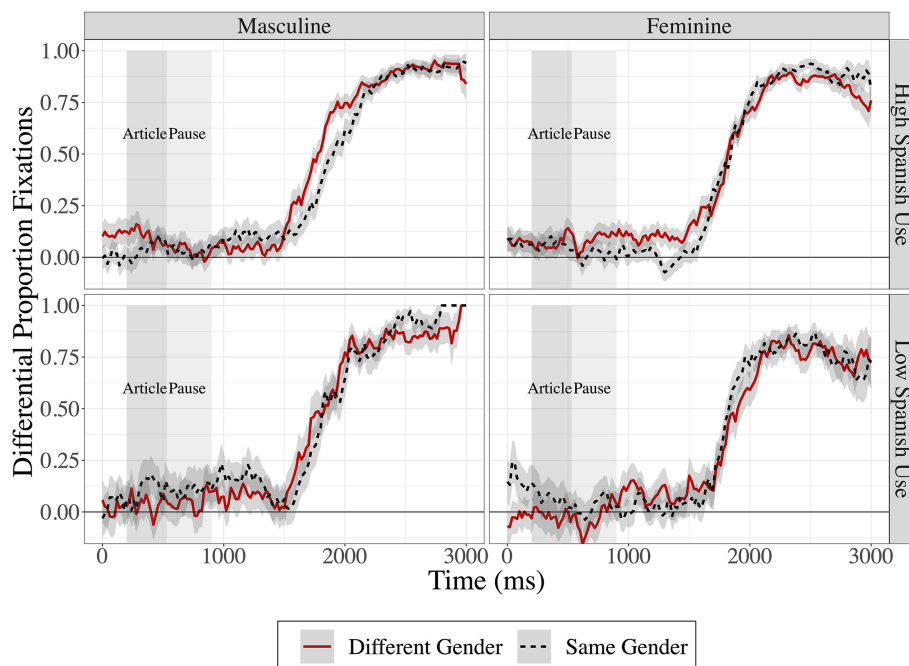 Masculine
Feminine
1.00
0.75
0.50
0.25
0.00
Article Pause
Article Pause
High Spanish Use
1.00
0.75
0.50
0.25
0.00
Article Pause
Article Pause
Low Spanish Use
Differential Proportion Fixations
0 1000 2000 3000 0 1000 2000 3000
Time (ms)
Different Gender Same Gender